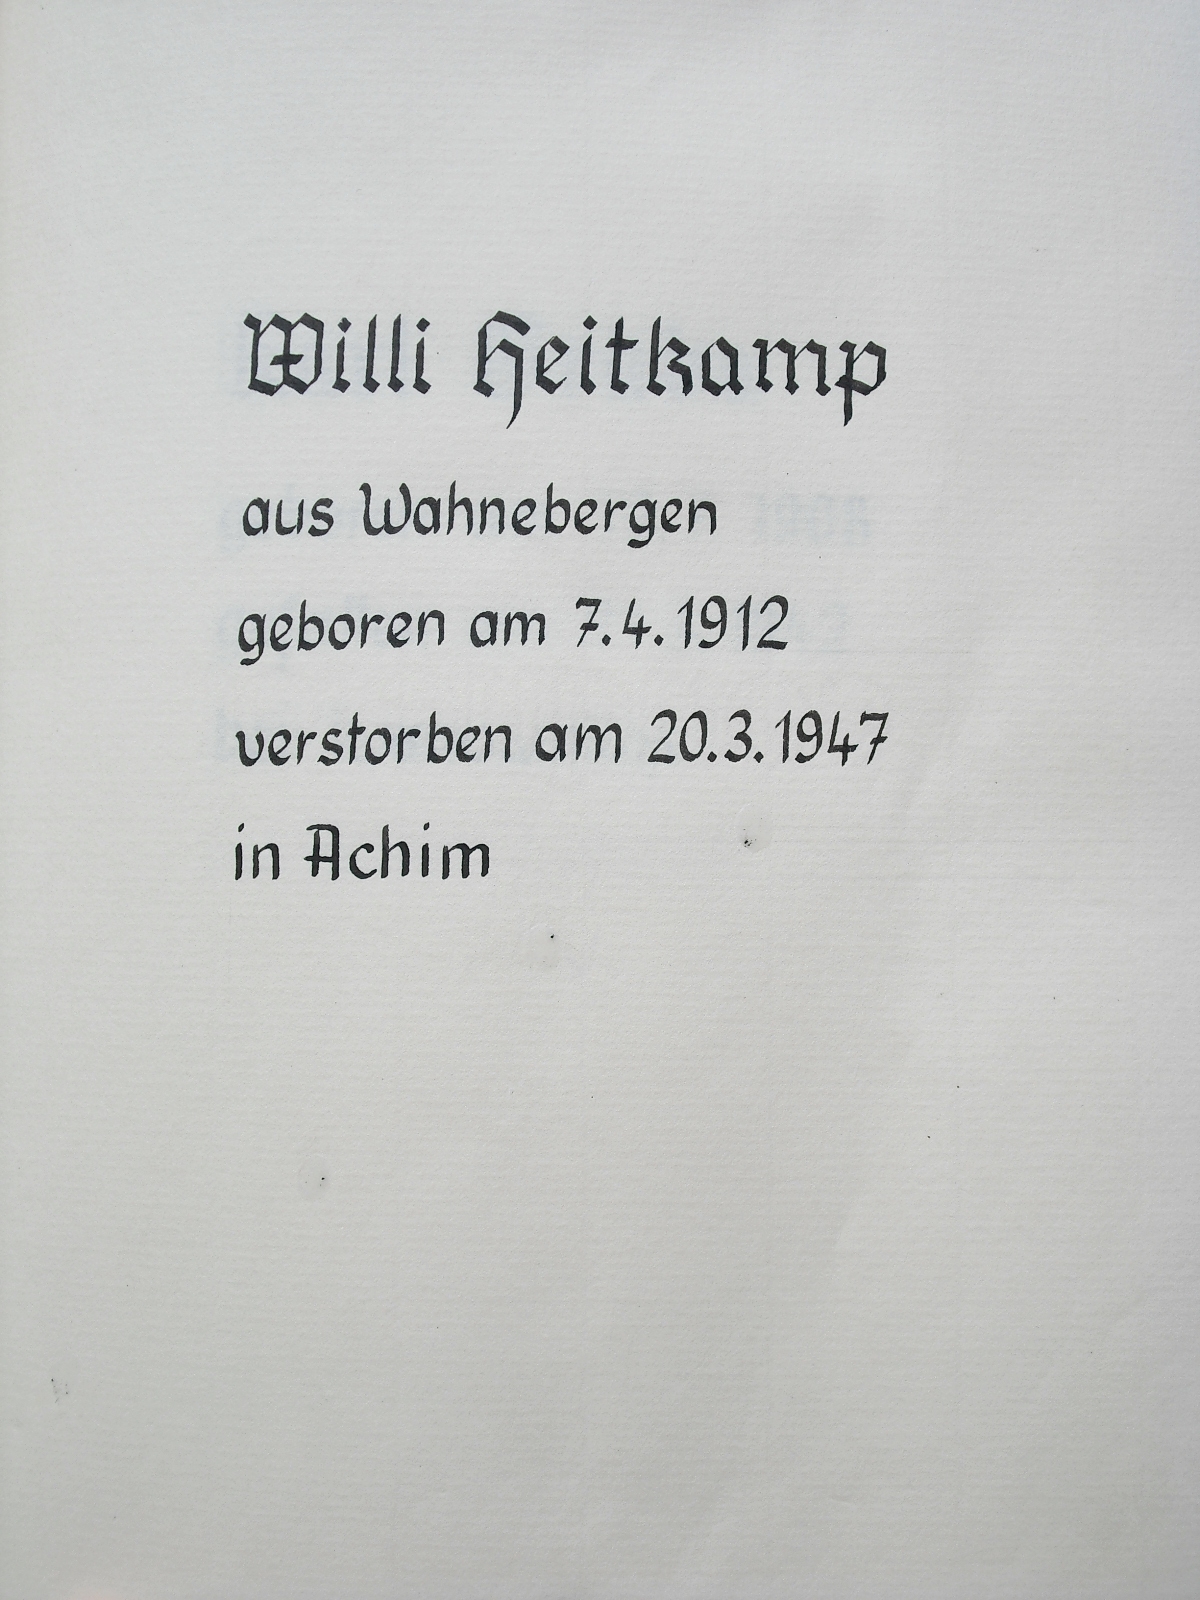 Willi Heitkamp
aus Wahnebergen
geboren am 7.4.1912
verstorben am 20.3.1947
in Achim